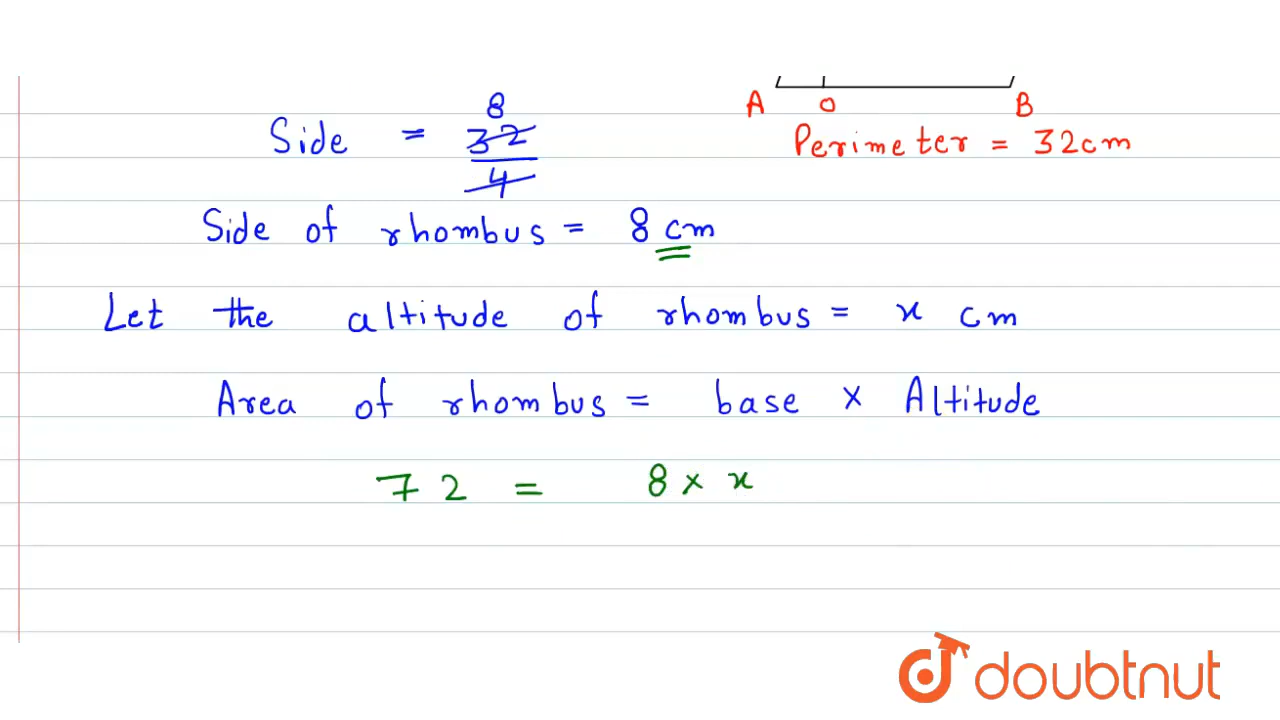 A O B
Perimeter = 32cm
8
Side = 32
4
Side of rhombus = 8 cm
Let the altitude of rhombus = x cm
Area of rhombus = base × Altitude
72 = 8 × x
doubtnut